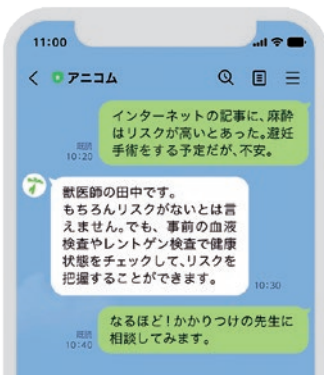 11:00
アニコム
インターネットの記事に、麻酔
はリスクが高いとあった。避妊
手術をする予定だが、不安。
既読
10:20
獣医師の田中です。
もちろんリスクがないとは言
えません。でも、事前の血液
検査やレントゲン検査で健康
状態をチェックして、リスクを
把握することができます。
10:30
なるほど!かかりつけの先生に
相談してみます。
既読
10:40